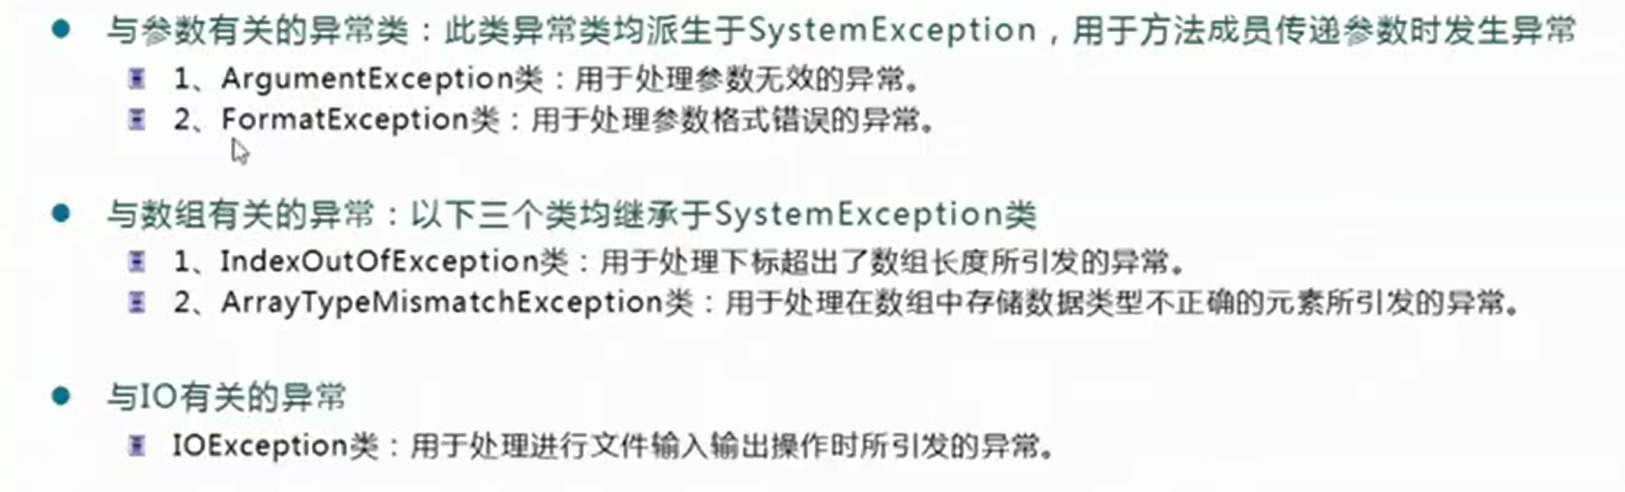 与参数有关的异常类：此类异常类均派生于SystemException，用于方法成员传递参数时发生异常
1、ArgumentException类：用于处理参数无效的异常。
2、FormatException类：用于处理参数格式错误的异常。
与数组有关的异常：以下三个类均继承于SystemException类
1、IndexOutOfException类：用于处理下标超出了数组长度所引发的异常。
2、ArrayTypeMismatchException类：用于处理在数组中存储数据类型不正确的元素所引发的异常。
与IO有关的异常
IOException类：用于处理进行文件输入输出操作时所引发的异常。